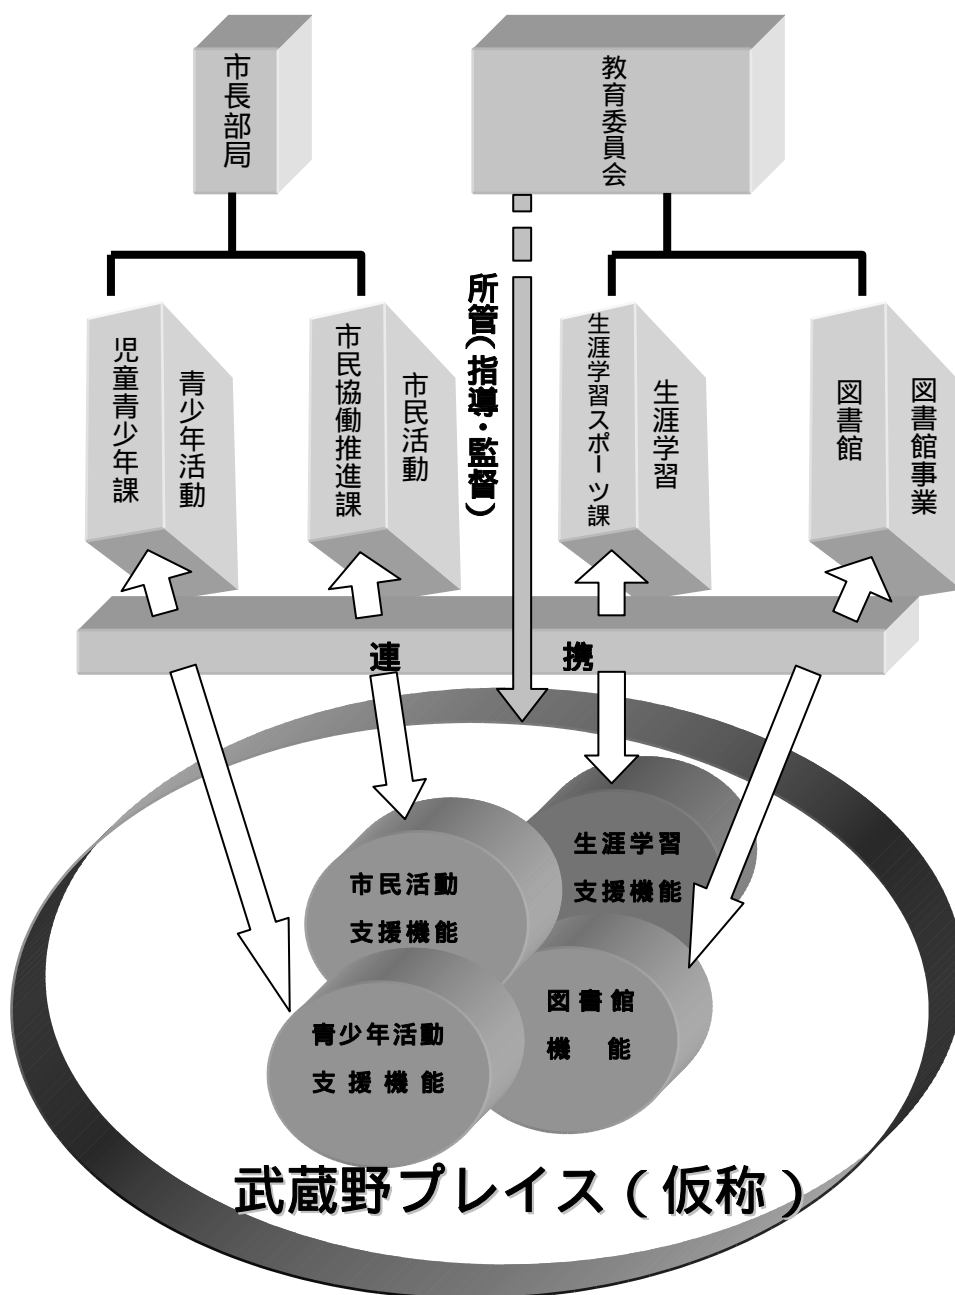 市長部局
教育委員会
所管（指導・監督）
児童青少年課
青少年活動
市民協働推進課
市民活動
生涯学習スポーツ課
生涯学習
図書館
図書館事業
連携
市民活動
支援機能
生涯学習
支援機能
青少年活動
支援機能
図書館
機能
武蔵野プレイス（仮称）